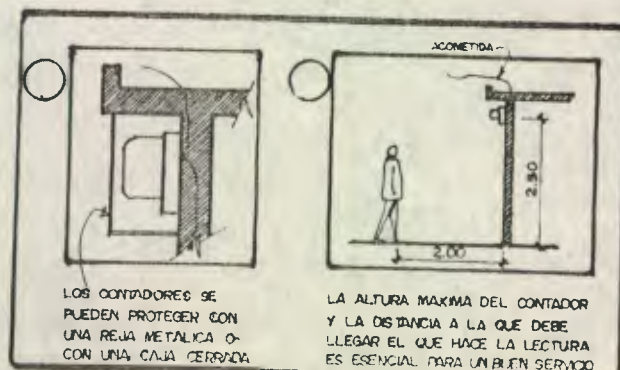 ACOMETIDA
2.50
2.00
LOS CONTADORES SE
PUEDEN PROTEGER CON
UNA REJA METALICA O
CON UNA CAJA CERRADA
LA ALTURA MAXIMA DEL CONTADOR
Y LA DISTANCIA A LA QUE DEBE
LLEGAR EL QUE HACE LA LECTURA
ES ESENCIAL PARA UN BUEN SERVICIO